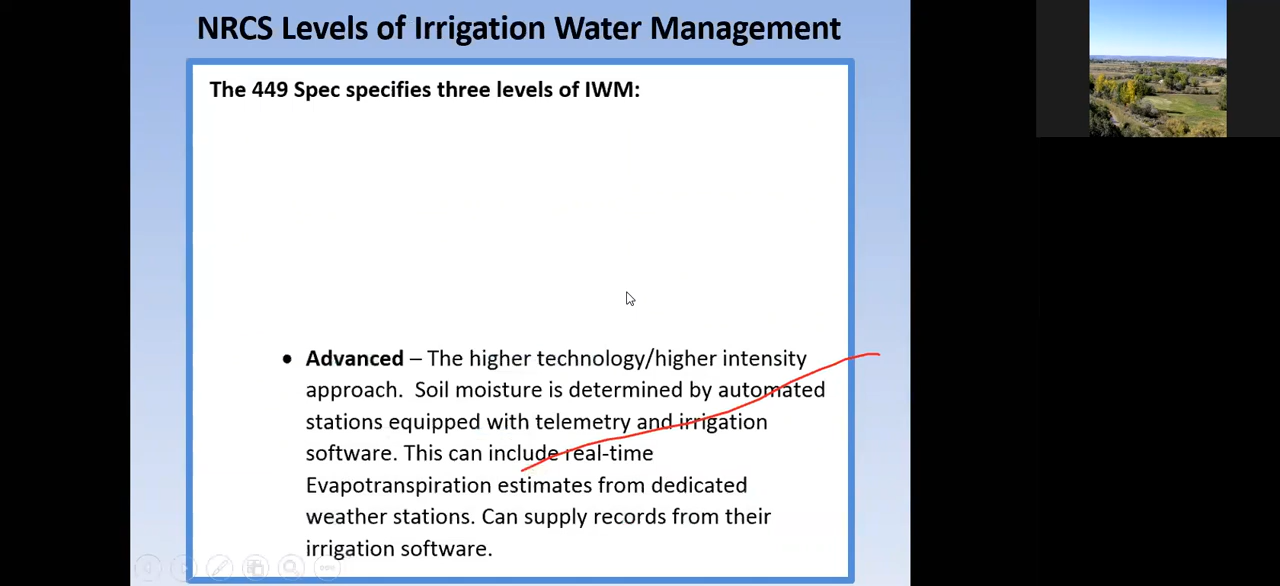 NRCS Levels of Irrigation Water Management
The 449 Spec specifies three levels of IWM:
• Advanced – The higher technology/higher intensity
approach. Soil moisture is determined by automated
stations equipped with telemetry and irrigation
software. This can include real-time
Evapotranspiration estimates from dedicated
weather stations. Can supply records from their
irrigation software.